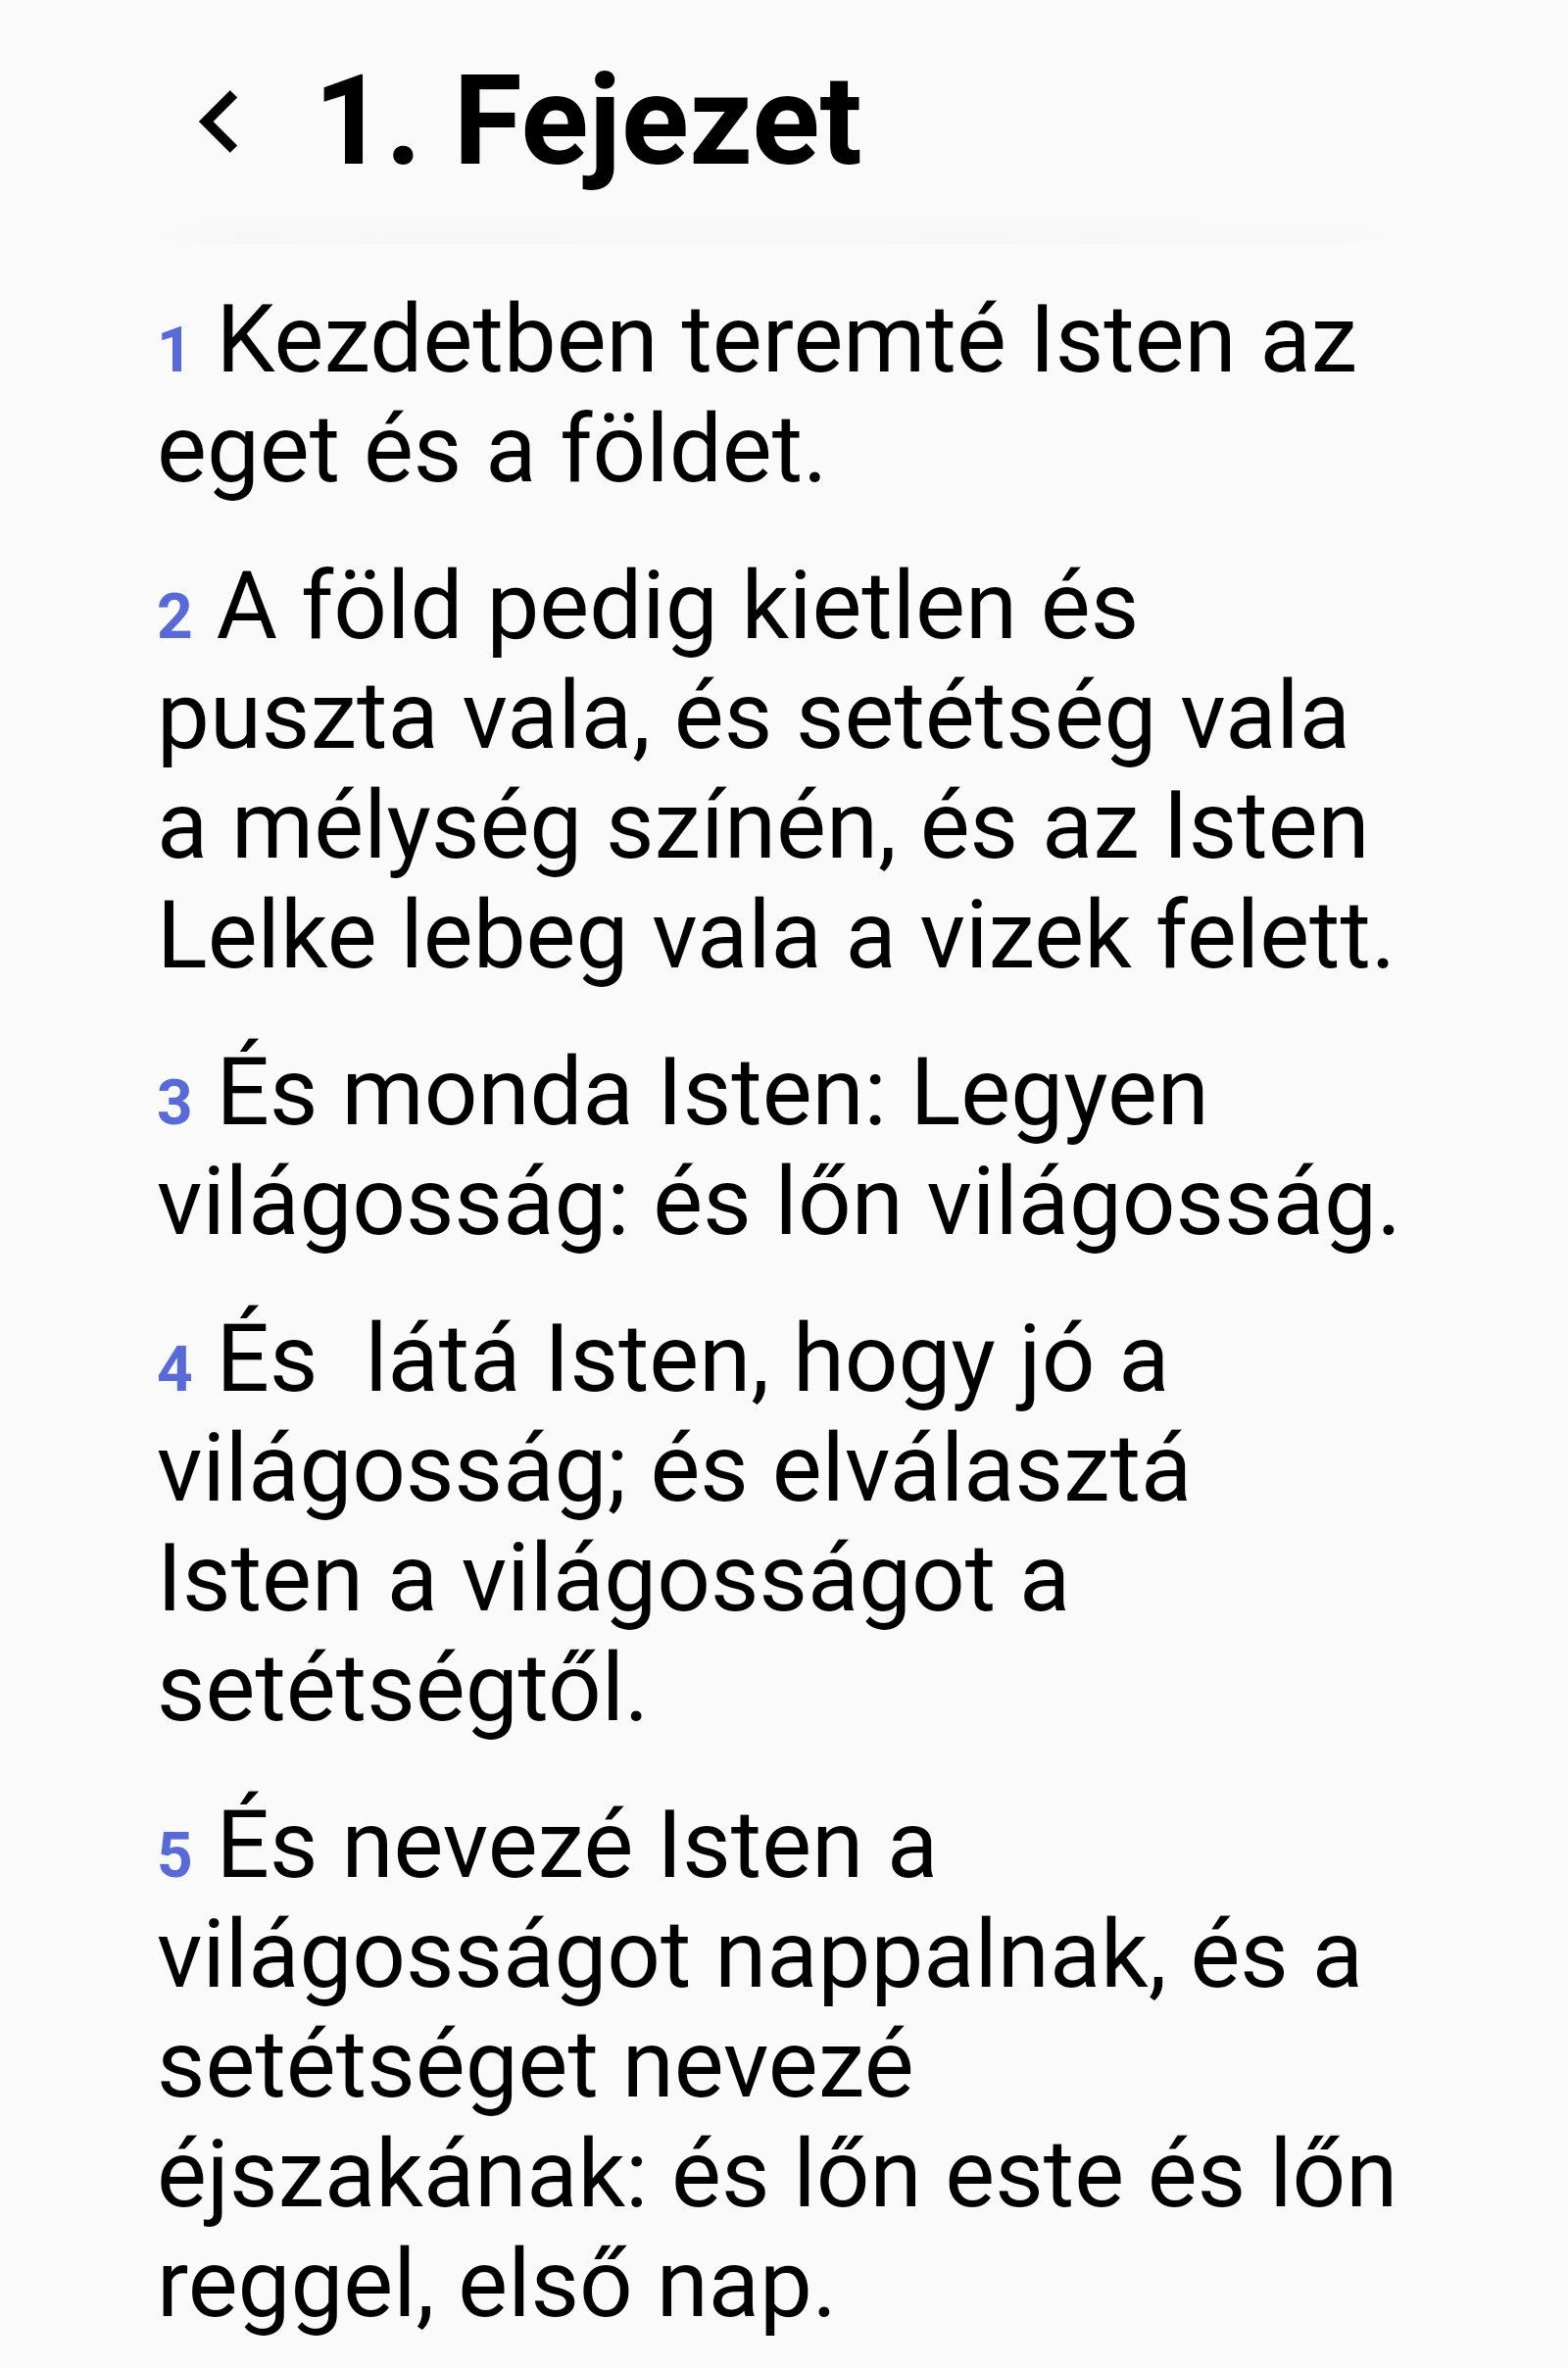 1. Fejezet
1 Kezdetben teremté Isten az
eget és a földet.
2 A föld pedig kietlen és
puszta vala, és setétség vala
a mélység színén, és az Isten
Lelke lebeg vala a vizek felett.
3 És monda Isten: Legyen
világosság: és lőn világosság.
4 És  látá Isten, hogy jó a
világosság; és elválasztá
Isten a világosságot a
setétségtől.
5 És nevezé Isten a
világosságot nappalnak, és a
setétséget nevezé
éjszakának: és lőn este és lőn
reggel, első nap.